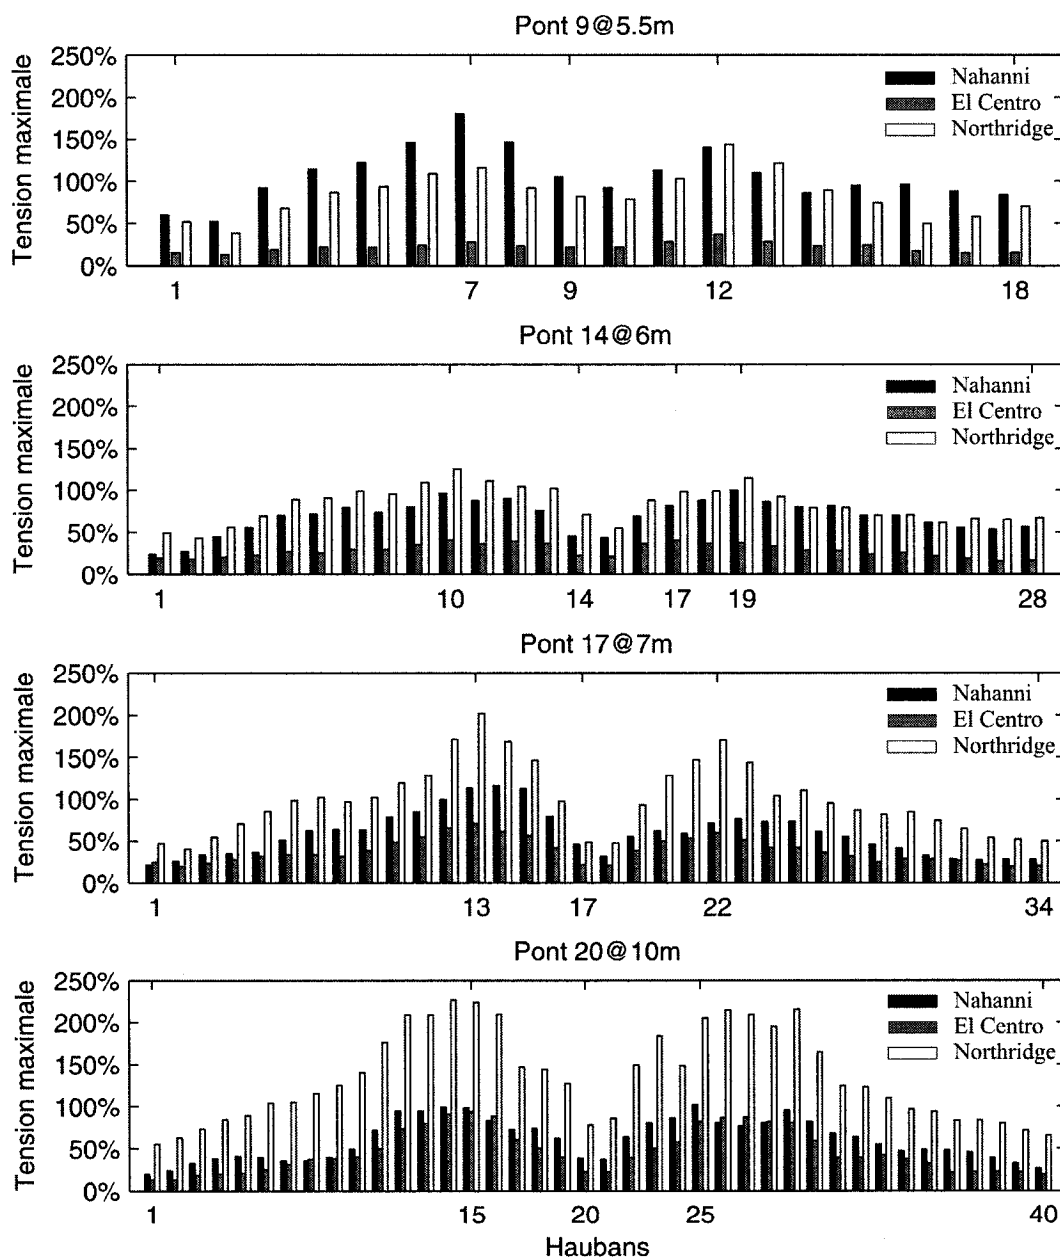 Pont 9@5.5m
Tension maximale
250%
200%
150%
100%
50%
0%
Nahanni
El Centro
Northridge
1 7 9 12 18
Pont 14@6m
Tension maximale
250%
200%
150%
100%
50%
0%
Nahanni
El Centro
Northridge
1 10 14 17 19 28
Pont 17@7m
Tension maximale
250%
200%
150%
100%
50%
0%
Nahanni
El Centro
Northridge
1 13 17 22 34
Pont 20@10m
Tension maximale
250%
200%
150%
100%
50%
0%
Nahanni
El Centro
Northridge
1 15 20 25 40
Haubans